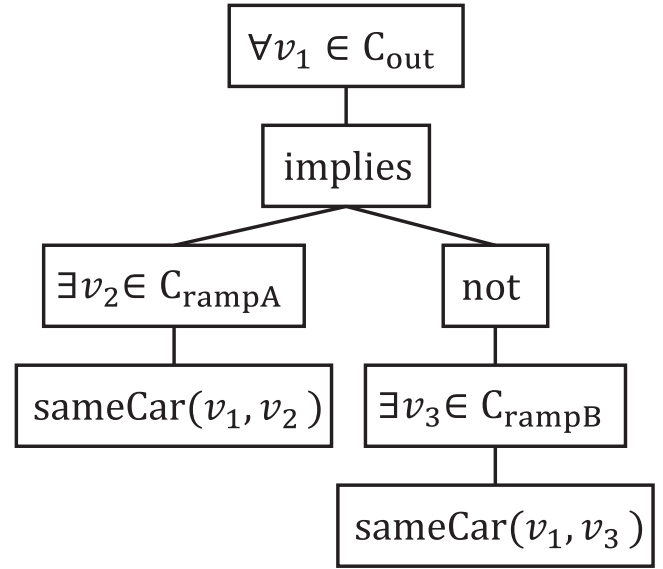 ∀v₁ ∈ C_out
implies
∃v₂∈ C_rampA
not
sameCar(v₁, v₂)
∃v₃∈ C_rampB
sameCar(v₁, v₃)